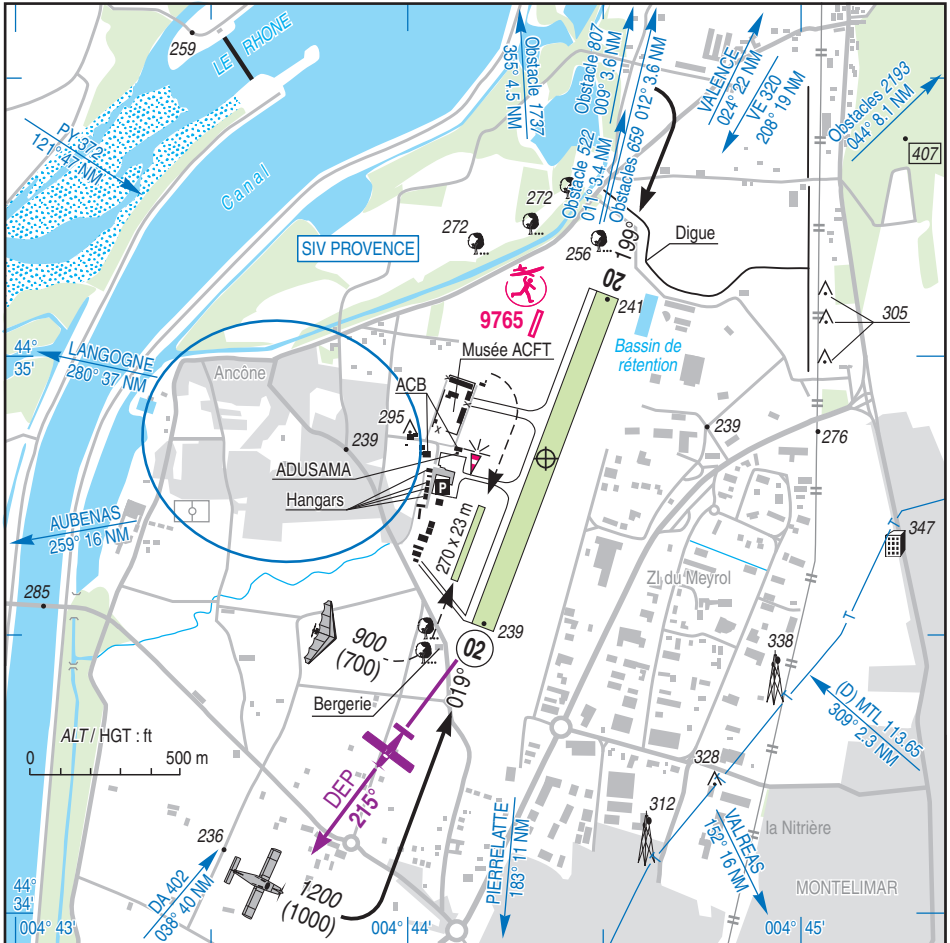 259
LE RHONE
Obstacle 1737
355° 4.5 NM
Obstacle 807
009° 3.6 NM
012° 3.6 NM
Obstacles 659
Obstacle 522
011° 3.4 NM
VALENCE
024° 22 NM
VE 320
208° 19 NM
Obstacles 2193
044° 8.1 NM
407
PY 372
121° 47 NM
Canal
272
272
256
SIV PROVENCE
199°
Digue
20
241
9765
305
Bassin de
rétention
Musée ACFT
44°
35'
LANGOGNE
280° 37 NM
Ancône
ACB
295
239
239
276
ADUSAMA
Hangars
P
AUBENAS
259° 16 NM
270 x 23 m
347
ZI du Meyrol
285
900
(700)
239
02
338
Bergerie
019°
(D) MTL 113.65
309° 2.3 NM
ALT / HGT : ft
0
500 m
DEP
215°
328
312
la Nitrière
236
VALREAS
152° 16 NM
DA 402
038° 40 NM
1200
(1000)
PIERRELATTE
183° 11 NM
MONTELIMAR
44°
34'
004° 43'
004° 44'
004° 45'